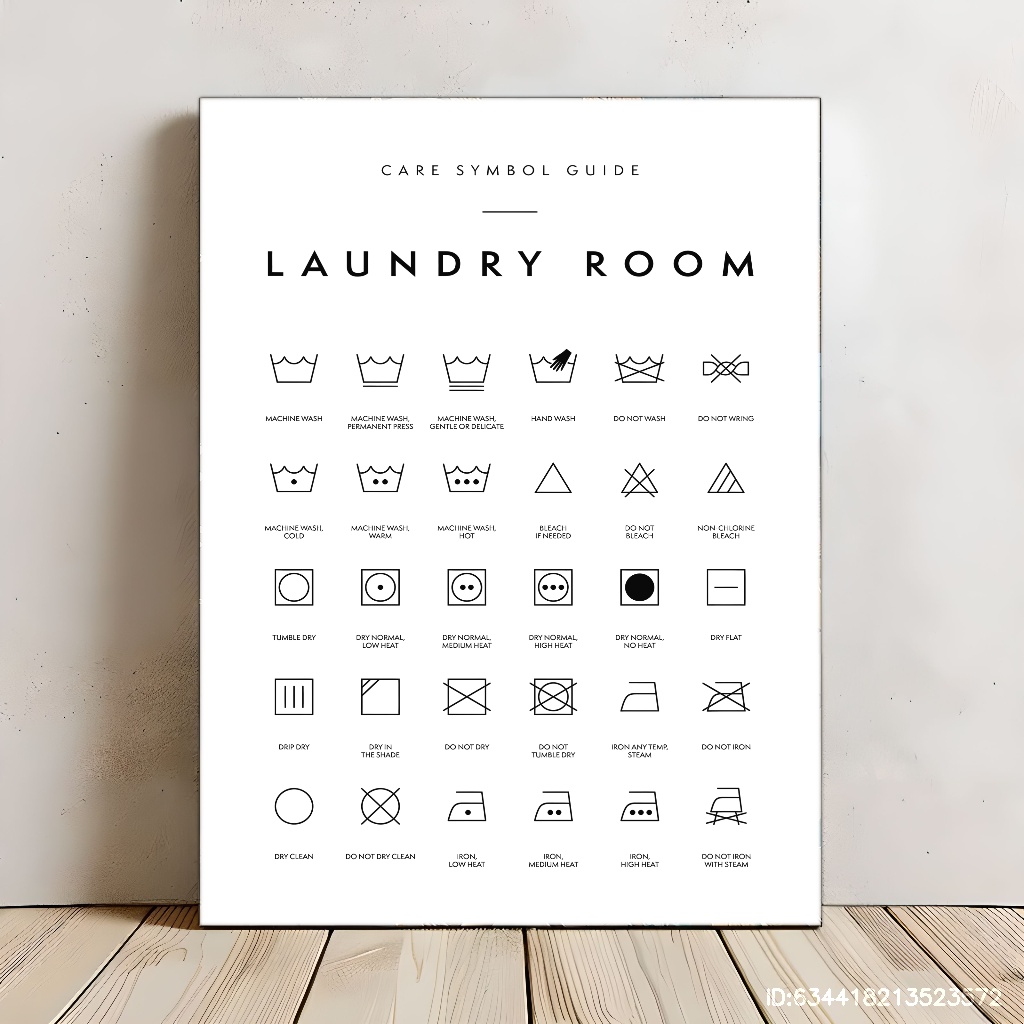 CARE SYMBOL GUIDE
LAUNDRY ROOM
MACHINE WASH
MACHINE WASH,
PERMANENT PRESS
MACHINE WASH,
GENTLE OR DELICATE
HAND WASH
DO NOT WASH
DO NOT WRING
MACHINE WASH,
COLD
MACHINE WASH,
WARM
MACHINE WASH,
HOT
BLEACH
IF NEEDED
DO NOT
BLEACH
NON-CHLORINE
BLEACH
TUMBLE DRY
DRY NORMAL,
LOW HEAT
DRY NORMAL,
MEDIUM HEAT
DRY NORMAL,
HIGH HEAT
DRY NORMAL,
NO HEAT
DRY FLAT
DRIP DRY
DRY IN
THE SHADE
DO NOT DRY
DO NOT
TUMBLE DRY
IRON ANY TEMP,
STEAM
DO NOT IRON
DRY CLEAN
DO NOT DRY CLEAN
IRON,
LOW HEAT
IRON,
MEDIUM HEAT
IRON,
HIGH HEAT
DO NOT IRON
WITH STEAM
ID:634418213523572